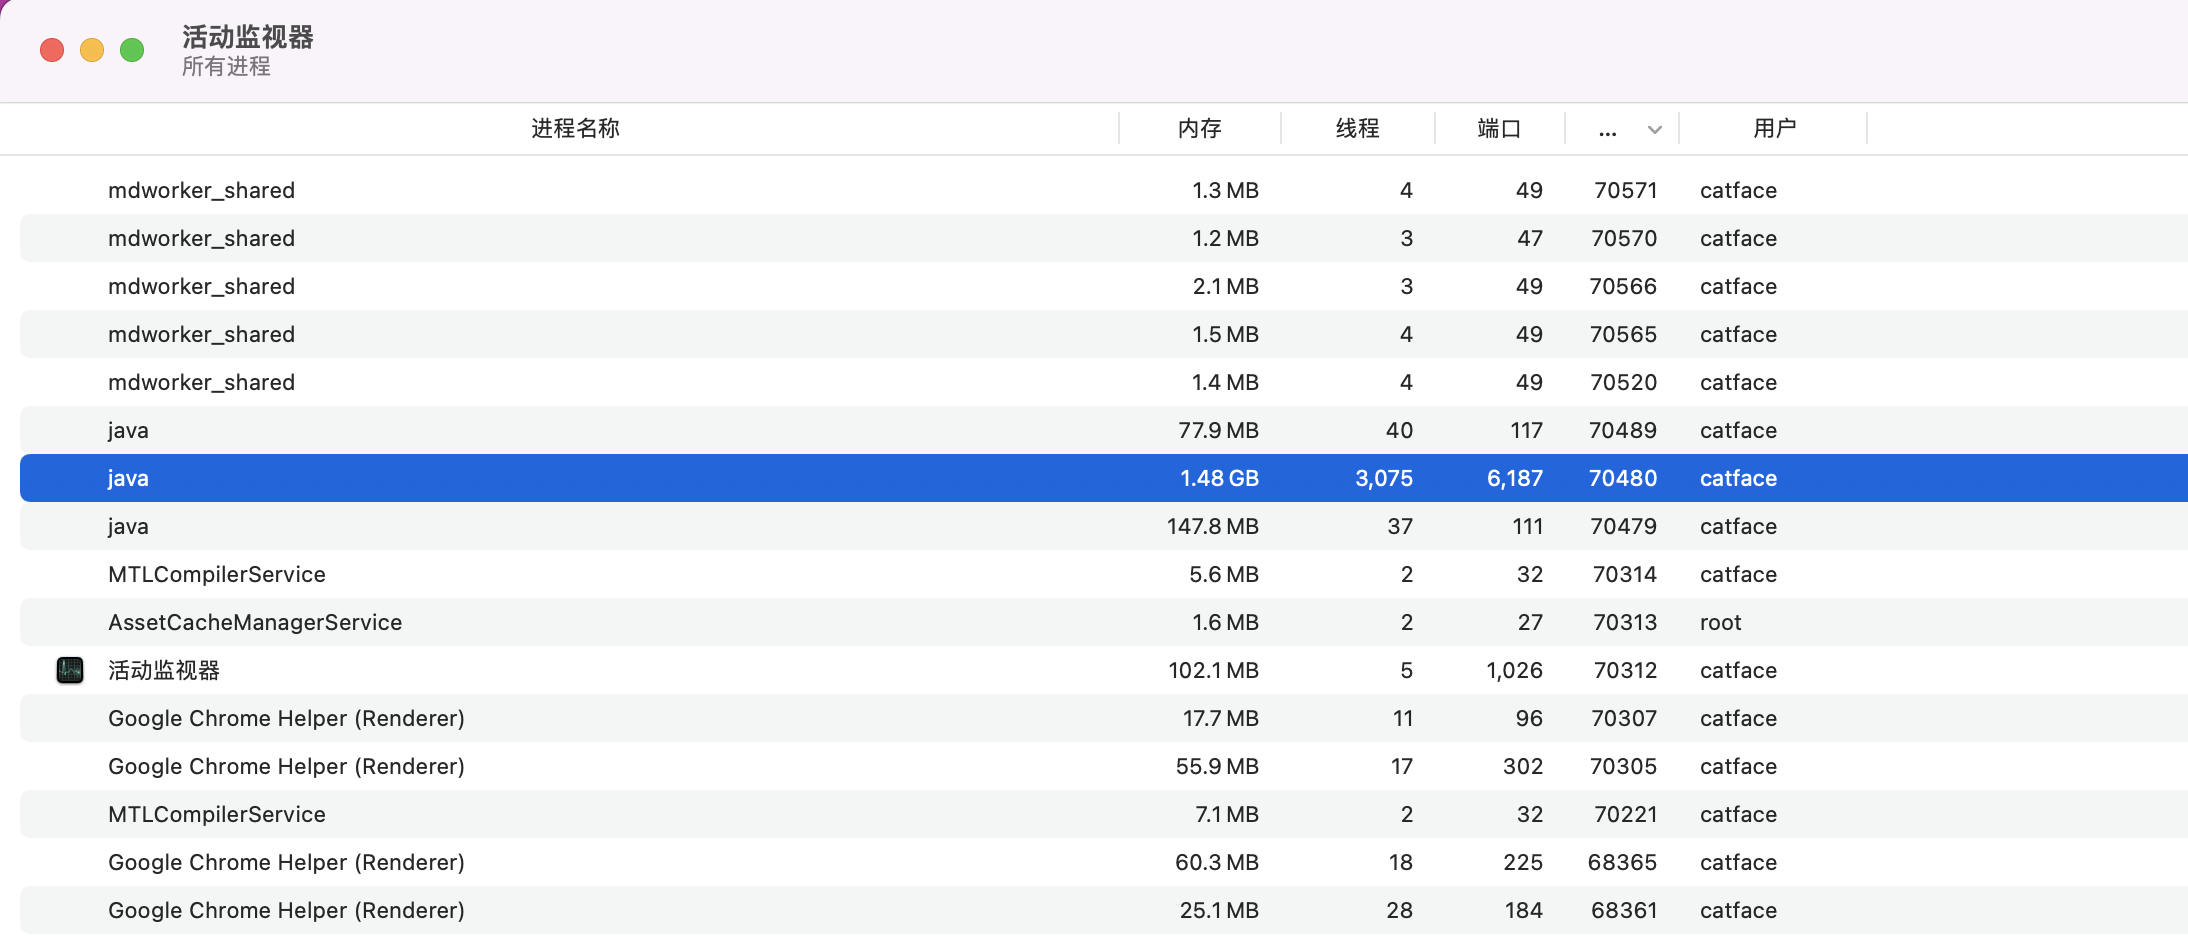 活动监视器
所有进程
进程名称 内存 线程 端口 ... 用户
mdworker_shared 1.3 MB 4 49 70571 catface
mdworker_shared 1.2 MB 3 47 70570 catface
mdworker_shared 2.1 MB 3 49 70566 catface
mdworker_shared 1.5 MB 4 49 70565 catface
mdworker_shared 1.4 MB 4 49 70520 catface
java 77.9 MB 40 117 70489 catface
java 1.48 GB 3,075 6,187 70480 catface
java 147.8 MB 37 111 70479 catface
MTLCompilerService 5.6 MB 2 32 70314 catface
AssetCacheManagerService 1.6 MB 2 27 70313 root
活动监视器 102.1 MB 5 1,026 70312 catface
Google Chrome Helper (Renderer) 17.7 MB 11 96 70307 catface
Google Chrome Helper (Renderer) 55.9 MB 17 302 70305 catface
MTLCompilerService 7.1 MB 2 32 70221 catface
Google Chrome Helper (Renderer) 60.3 MB 18 225 68365 catface
Google Chrome Helper (Renderer) 25.1 MB 28 184 68361 catface